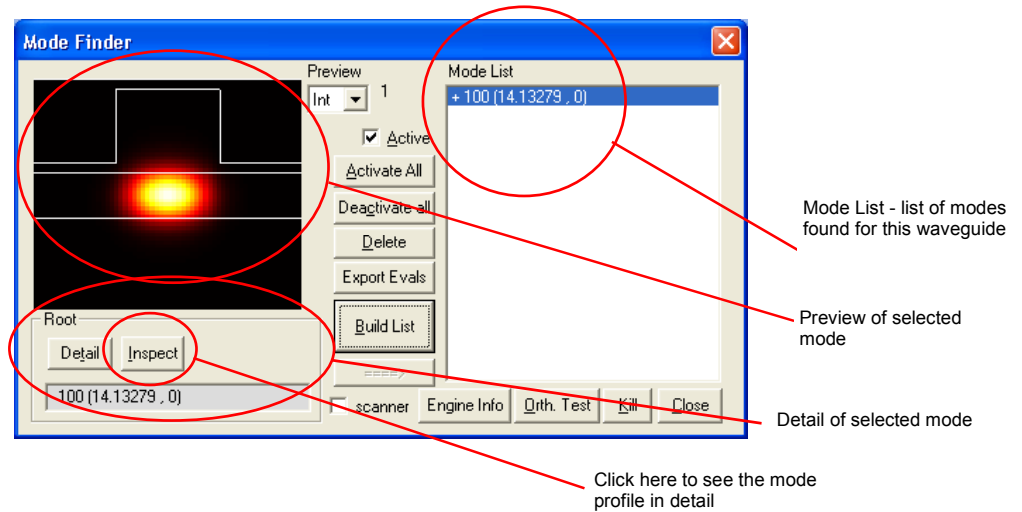 Mode Finder
Preview
Mode List
Int
1
+ 100 (14.13279 , 0)
Active
Activate All
Deactivate all
Delete
Export Evals
Build List
====>
Root
Detail
Inspect
100 (14.13279 , 0)
scanner
Engine Info
Orth. Test
Kill
Close
Mode List - list of modes
found for this waveguide
Preview of selected
mode
Detail of selected mode
Click here to see the mode
profile in detail